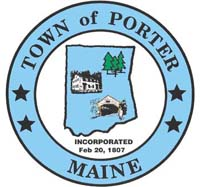 TOWN of PORTER
INCORPORATED
Feb 20, 1807
MAINE